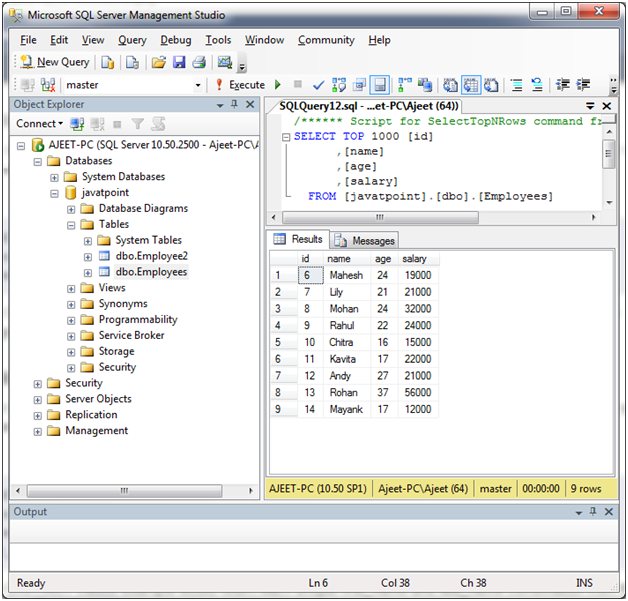 Microsoft SQL Server Management Studio
File Edit View Query Debug Tools Window Community Help
New Query
master Execute
Object Explorer
Connect
AJEET-PC (SQL Server 10.50.2500 - Ajeet-PC\A
Databases
System Databases
javatpoint
Database Diagrams
Tables
System Tables
dbo.Employee2
dbo.Employees
Views
Synonyms
Programmability
Service Broker
Storage
Security
Security
Server Objects
Replication
Management
SQLQuery12.sql - ...et-PC\Ajeet (64))
/****** Script for SelectTopNRows command fr
SELECT TOP 1000 [id]
,[name]
,[age]
,[salary]
FROM [javatpoint].[dbo].[Employees]
Results Messages
id name age salary
1 6 Mahesh 24 19000
2 7 Lily 21 21000
3 8 Mohan 24 32000
4 9 Rahul 22 24000
5 10 Chitra 16 15000
6 11 Kavita 17 22000
7 12 Andy 27 21000
8 13 Rohan 37 56000
9 14 Mayank 17 12000
AJEET-PC (10.50 SP1) Ajeet-PC\Ajeet (64) master 00:00:00 9 rows
Output
Ready Ln 6 Col 38 Ch 38 INS